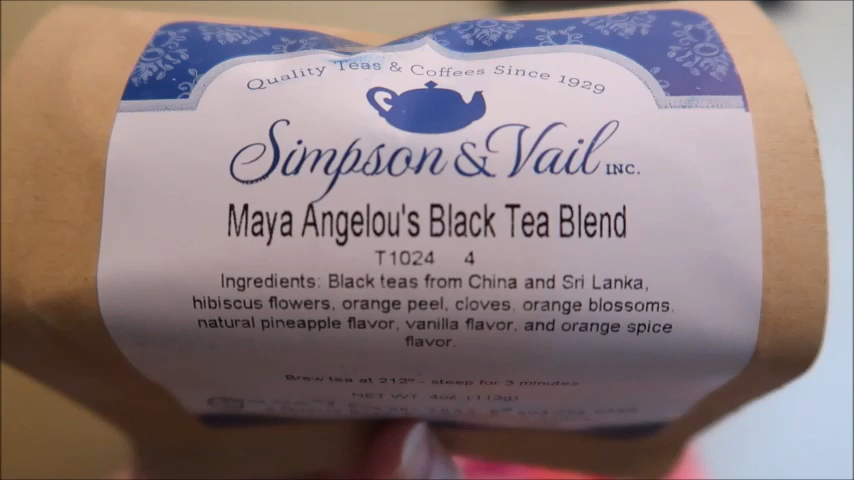 Quality Teas & Coffees Since 1929
Simpson & Vail INC.
Maya Angelou's Black Tea Blend
T1024 4
Ingredients: Black teas from China and Sri Lanka,
hibiscus flowers, orange peel, cloves, orange blossoms,
natural pineapple flavor, vanilla flavor, and orange spice
flavor.
Brew tea at 212° - steep for 3 minutes
NET WT. 4oz (113g)